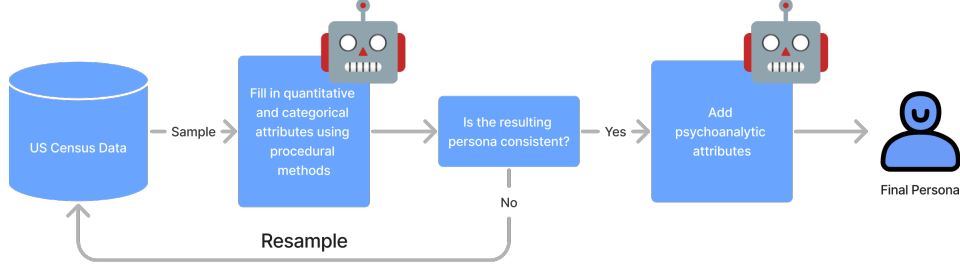 US Census Data
Sample
Fill in quantitative
and categorical
attributes using
procedural
methods
Is the resulting
persona consistent?
Yes
No
Add
psychoanalytic
attributes
Final Persona
Resample